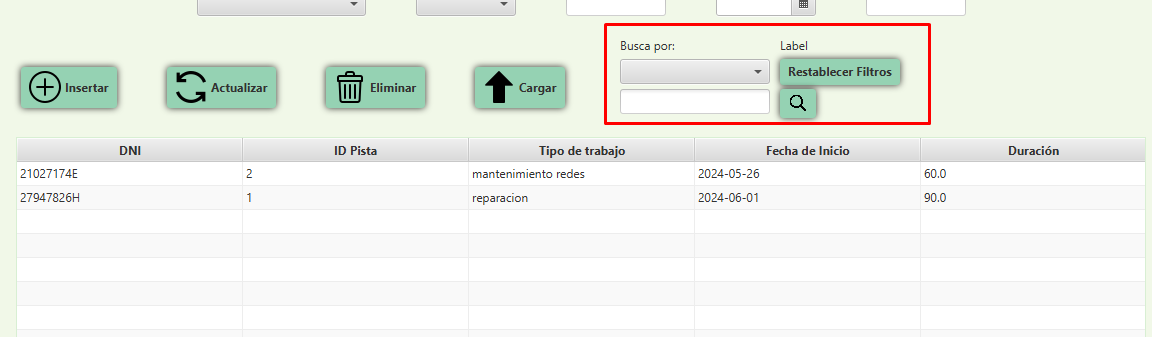 Busca por: Label
Restablecer Filtros
Insertar Actualizar Eliminar Cargar
DNI ID Pista Tipo de trabajo Fecha de Inicio Duración
21027174E 2 mantenimiento redes 2024-05-26 60.0
27947826H 1 reparacion 2024-06-01 90.0